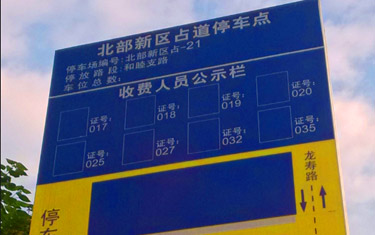 北部新区占道停车点
停车场编号:北部新区占-21
停放路段:和睦支路
车位总数:
收费人员公示栏
证号: 017
证号: 018
证号: 019
证号: 020
证号: 025
证号: 027
证号: 032
证号: 035
龙寿路
停车